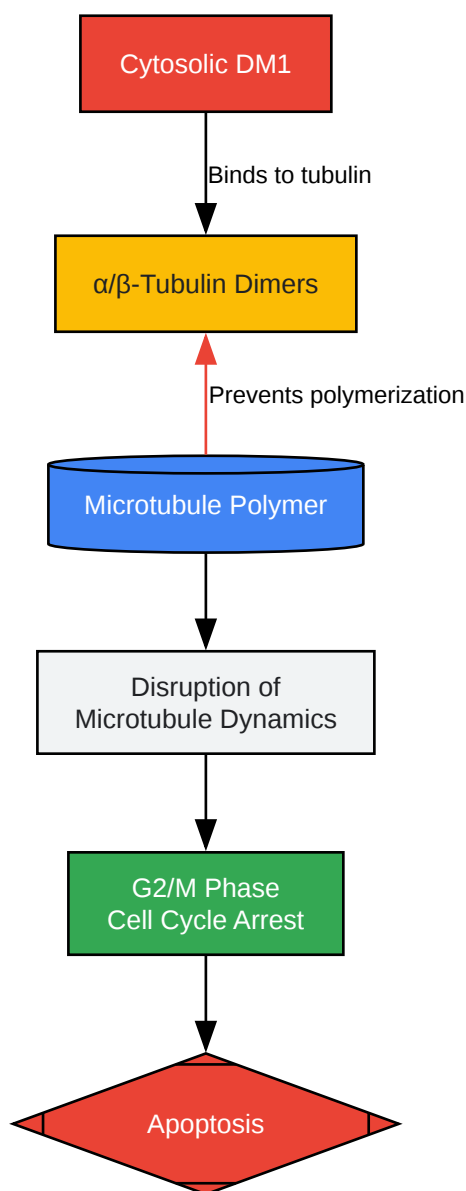 Cytosolic DM1
Binds to tubulin
α/β-Tubulin Dimers
Prevents polymerization
Microtubule Polymer
Disruption of
Microtubule Dynamics
G2/M Phase
Cell Cycle Arrest
Apoptosis